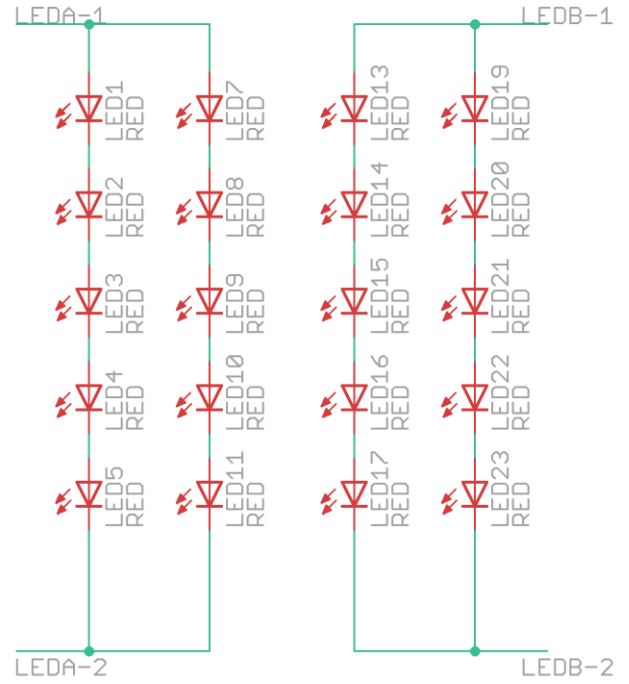 LEDA-1
LEDB-1
LED1
RED
LED7
RED
LED13
RED
LED19
RED
LED2
RED
LED8
RED
LED14
RED
LED20
RED
LED3
RED
LED9
RED
LED15
RED
LED21
RED
LED4
RED
LED10
RED
LED16
RED
LED22
RED
LED5
RED
LED11
RED
LED17
RED
LED23
RED
LEDA-2
LEDB-2